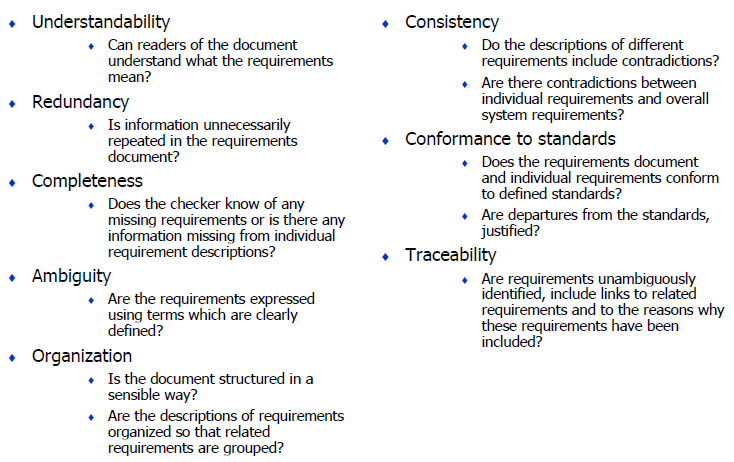 Understandability
Can readers of the document
understand what the requirements
mean?
Redundancy
Is information unnecessarily
repeated in the requirements
document?
Completeness
Does the checker know of any
missing requirements or is there any
information missing from individual
requirement descriptions?
Ambiguity
Are the requirements expressed
using terms which are clearly
defined?
Organization
Is the document structured in a
sensible way?
Are the descriptions of requirements
organized so that related
requirements are grouped?
Consistency
Do the descriptions of different
requirements include contradictions?
Are there contradictions between
individual requirements and overall
system requirements?
Conformance to standards
Does the requirements document
and individual requirements conform
to defined standards?
Are departures from the standards,
justified?
Traceability
Are requirements unambiguously
identified, include links to related
requirements and to the reasons why
these requirements have been
included?